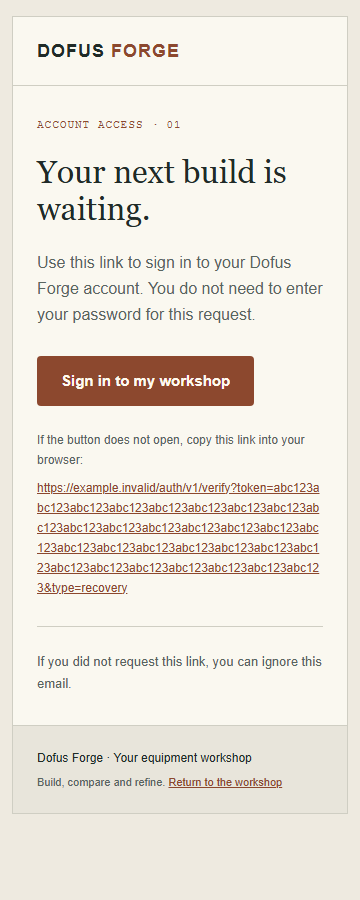 DOFUS FORGE
ACCOUNT ACCESS · 01
Your next build is
waiting.
Use this link to sign in to your Dofus
Forge account. You do not need to enter
your password for this request.
Sign in to my workshop
If the button does not open, copy this link into your
browser:
https://example.invalid/auth/v1/verify?token=abc123a
bc123abc123abc123abc123abc123abc123abc123ab
c123abc123abc123abc123abc123abc123abc123abc
123abc123abc123abc123abc123abc123abc123abc1
23abc123abc123abc123abc123abc123abc123abc12
3&type=recovery
If you did not request this link, you can ignore this
email.
Dofus Forge · Your equipment workshop
Build, compare and refine. Return to the workshop